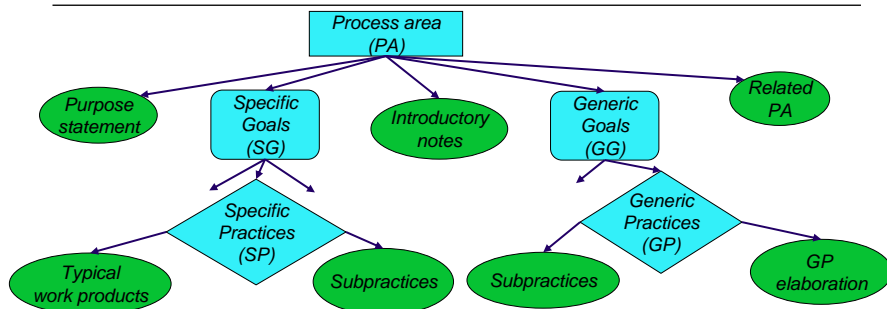 Process area
(PA)
Purpose
statement
Specific
Goals
(SG)
Introductory
notes
Generic
Goals
(GG)
Related
PA
Specific
Practices
(SP)
Generic
Practices
(GP)
Typical
work products
Subpractices
Subpractices
GP
elaboration